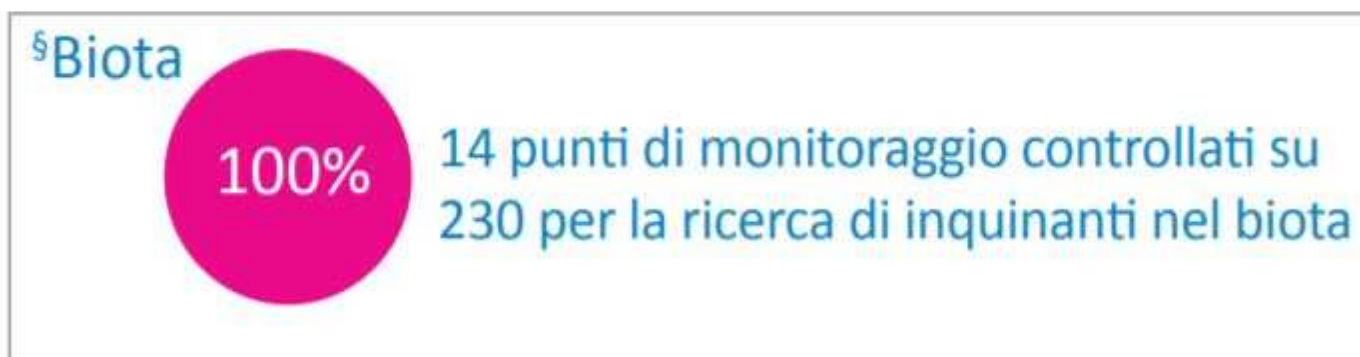 §Biota
100%
14 punti di monitoraggio controllati su
230 per la ricerca di inquinanti nel biota